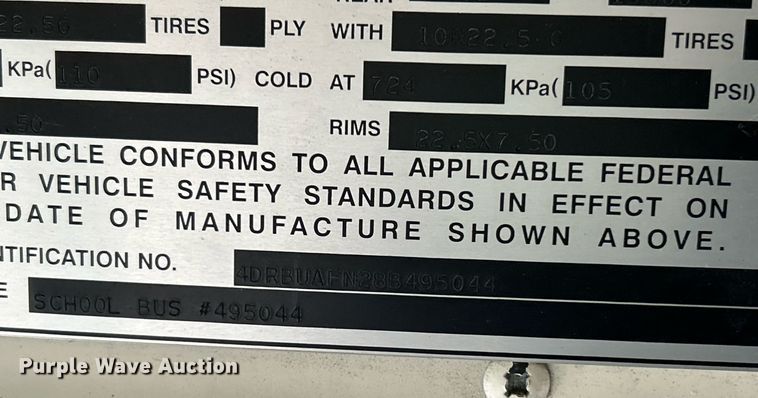 22.5G TIRES PLY WITH 10R22.5 G TIRES
KPa( 110 PSI) COLD AT 724 KPa( 105 PSI)
.50 RIMS 22.5X7.50
VEHICLE CONFORMS TO ALL APPLICABLE FEDERAL
R VEHICLE SAFETY STANDARDS IN EFFECT ON
DATE OF MANUFACTURE SHOWN ABOVE.
NTIFICATION NO. 4DRBUAFN28B495044
E SCHOOL BUS #495044
Purple Wave Auction